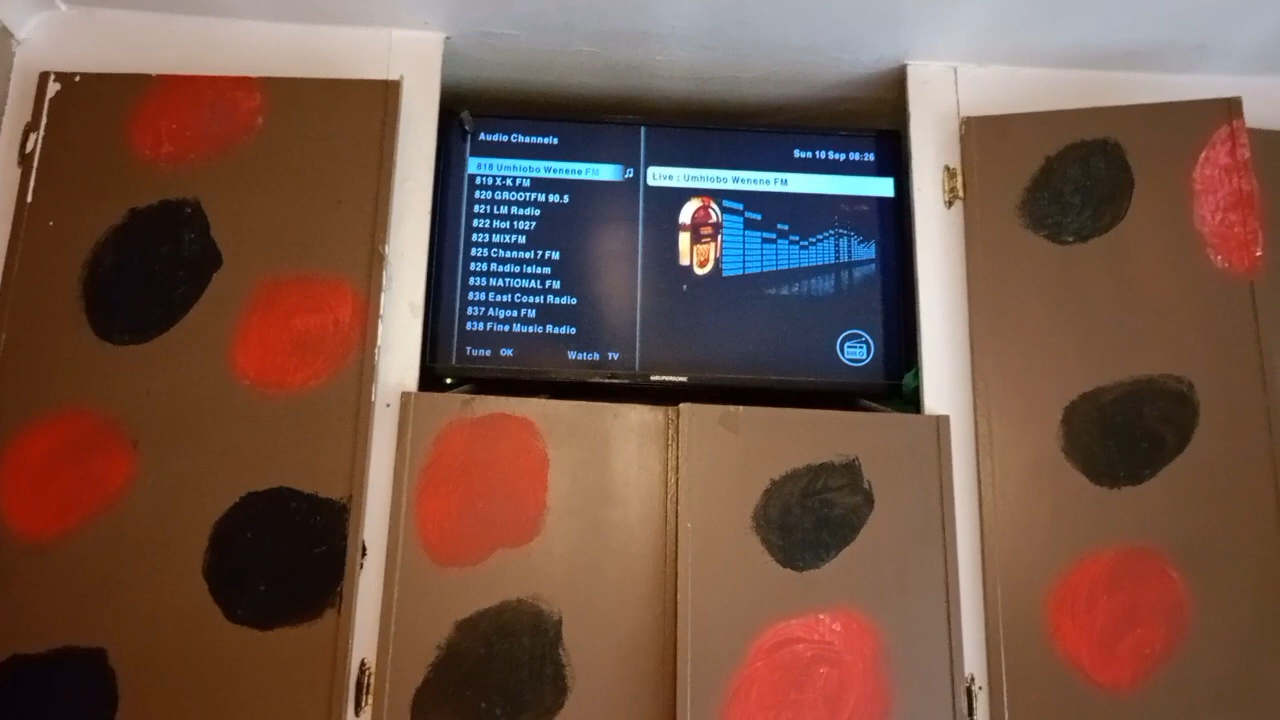 Audio Channels
Sun 10 Sep 08:26
818 Umhlobo Wenene FM
Live : Umhlobo Wenene FM
819 X-K FM
820 GROOTFM 90.5
821 LM Radio
822 Hot 1027
823 MIXFM
825 Channel 7 FM
826 Radio Islam
835 NATIONAL FM
836 East Coast Radio
837 Algoa FM
838 Fine Music Radio
Tune OK
Watch TV
SUPERSONIC